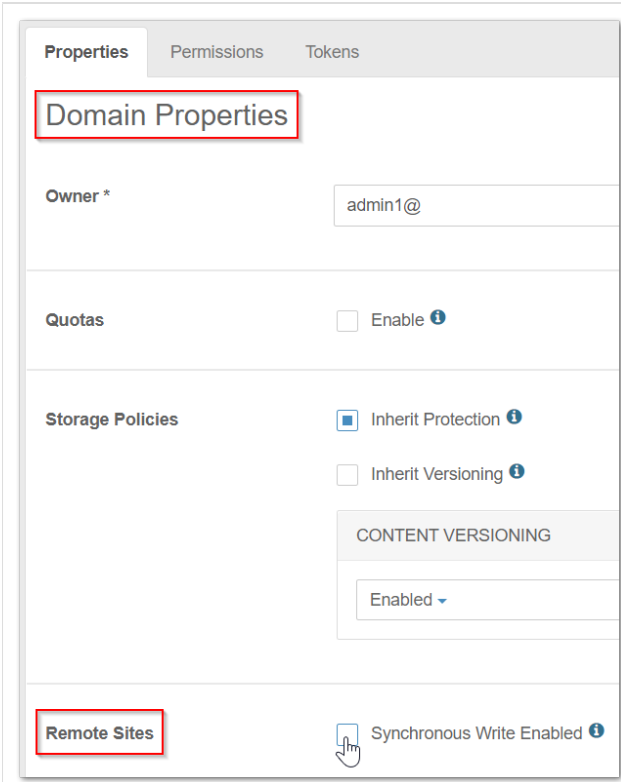 Properties Permissions Tokens
Domain Properties
Owner * admin1@
Quotas Enable
Storage Policies Inherit Protection
Inherit Versioning
CONTENT VERSIONING
Enabled
Remote Sites Synchronous Write Enabled